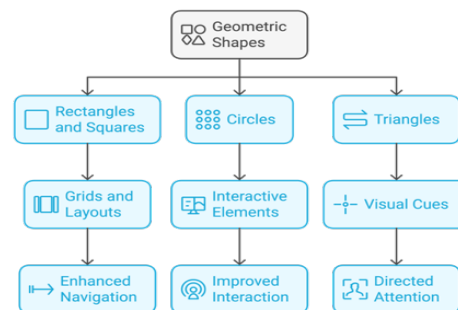 Geometric
Shapes
Rectangles
and Squares
Circles
Triangles
Grids and
Layouts
Interactive
Elements
Visual Cues
Enhanced
Navigation
Improved
Interaction
Directed
Attention